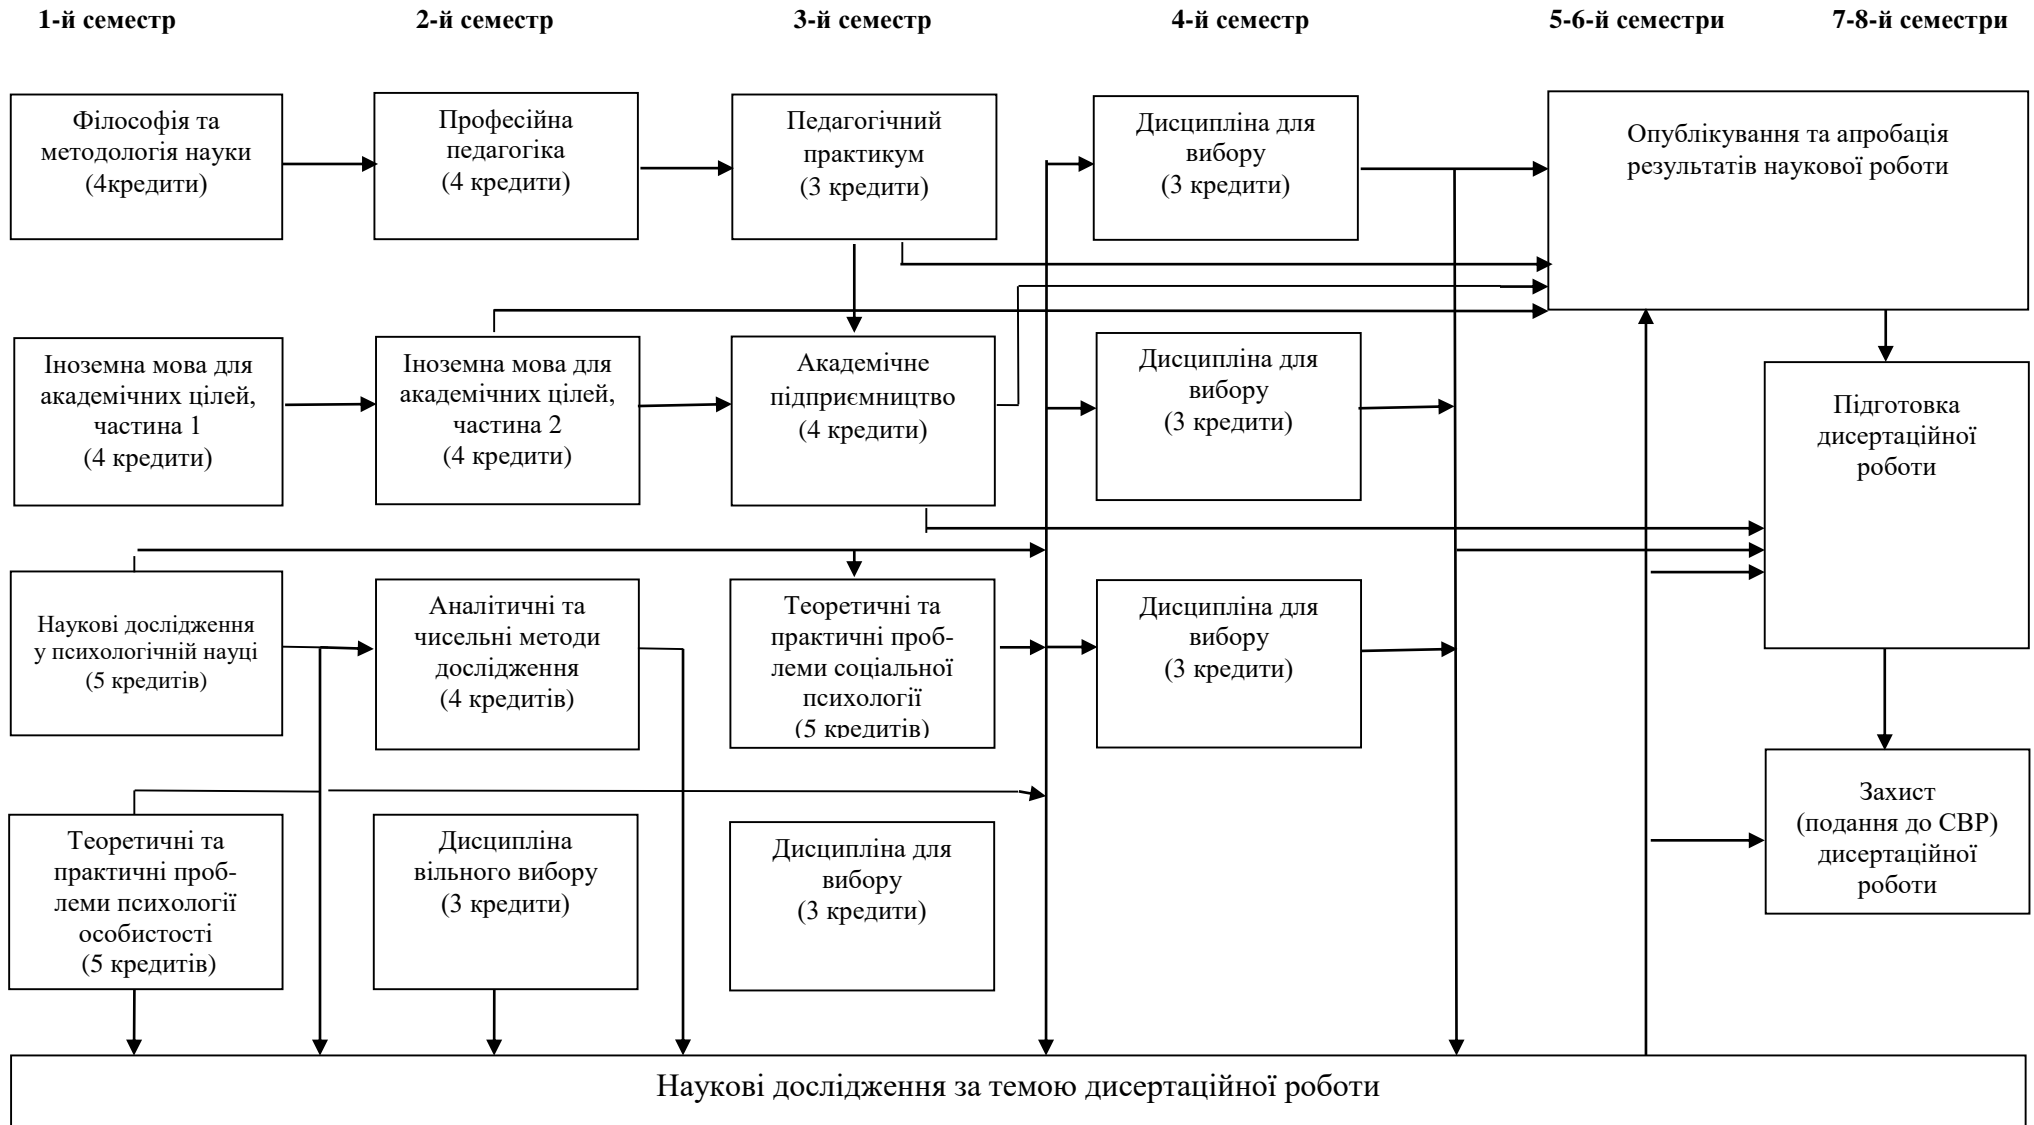 1-й семестр
2-й семестр
3-й семестр
4-й семестр
5-6-й семестри
7-8-й семестри
Філософія та
методологія науки
(4кредити)
Професійна
педагогіка
(4 кредити)
Педагогічний
практикум
(3 кредити)
Дисципліна для
вибору
(3 кредити)
Опублікування та апробація
результатів наукової роботи
Іноземна мова для
академічних цілей,
частина 1
(4 кредити)
Іноземна мова для
академічних цілей,
частина 2
(4 кредити)
Академічне
підприємництво
(4 кредити)
Дисципліна для
вибору
(3 кредити)
Підготовка
дисертаційної
роботи
Наукові дослідження
у психологічній науці
(5 кредитів)
Аналітичні та
чисельні методи
дослідження
(4 кредитів)
Теоретичні та
практичні проб-
леми соціальної
психології
(5 кредитів)
Дисципліна для
вибору
(3 кредити)
Захист
(подання до СВР)
дисертаційної
роботи
Теоретичні та
практичні проб-
леми психології
особистості
(5 кредитів)
Дисципліна
вільного вибору
(3 кредити)
Дисципліна для
вибору
(3 кредити)
Наукові дослідження за темою дисертаційної роботи